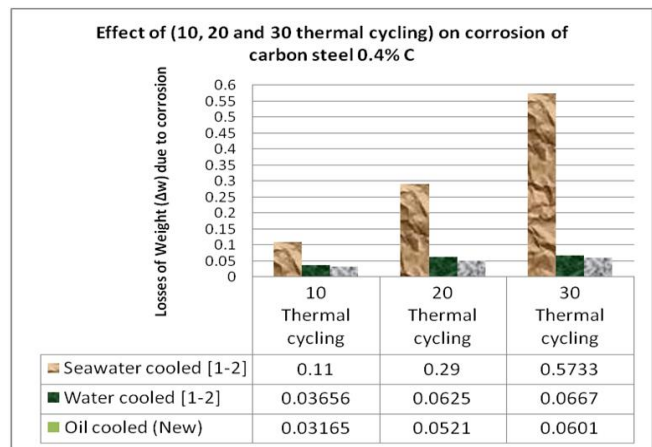 Effect of (10, 20 and 30 thermal cycling) on corrosion of
carbon steel 0.4% C
Losses of Weight (Δw) due to corrosion
0.6
0.55
0.5
0.45
0.4
0.35
0.3
0.25
0.2
0.15
0.1
0.05
0
10
Thermal
cycling
20
Thermal
cycling
30
Thermal
cycling
Seawater cooled [1-2] 0.11 0.29 0.5733
Water cooled [1-2] 0.03656 0.0625 0.0667
Oil cooled (New) 0.03165 0.0521 0.0601